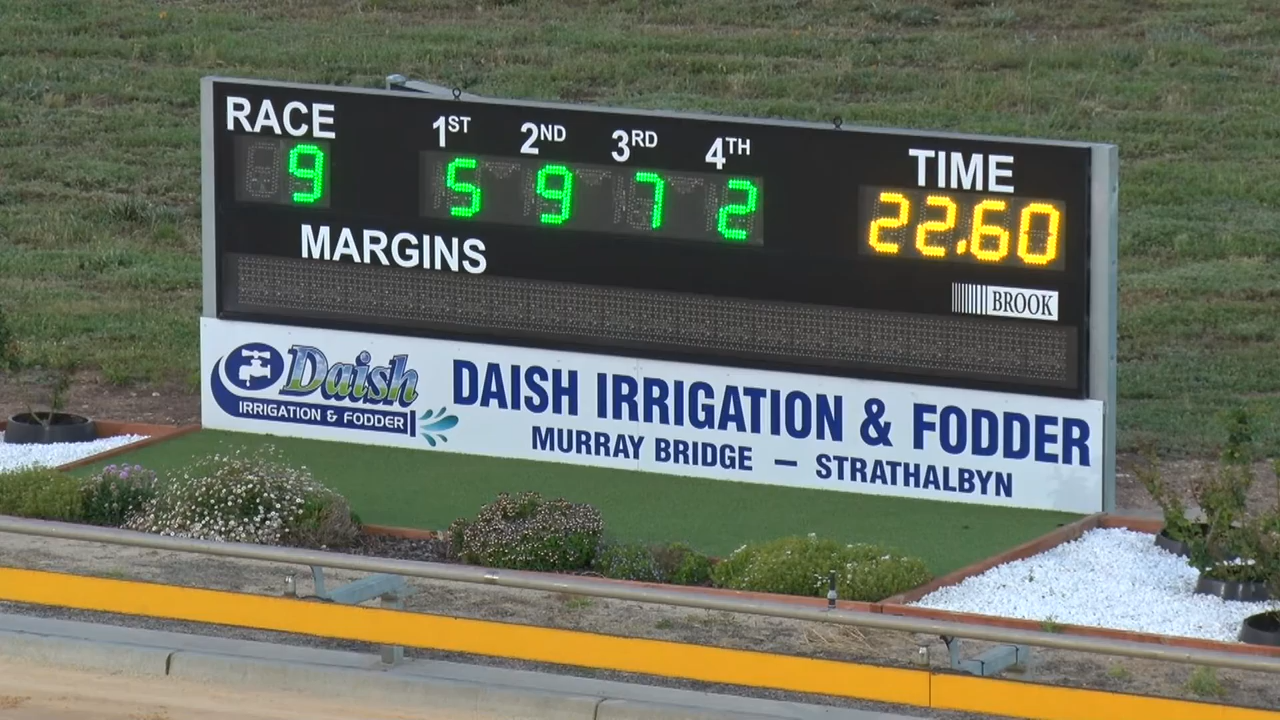 RACE 1ST 2ND 3RD 4TH TIME
9 5 9 7 2 22.60
MARGINS
BROOK
Daish
IRRIGATION & FODDER
DAISH IRRIGATION & FODDER
MURRAY BRIDGE — STRATHALBYN